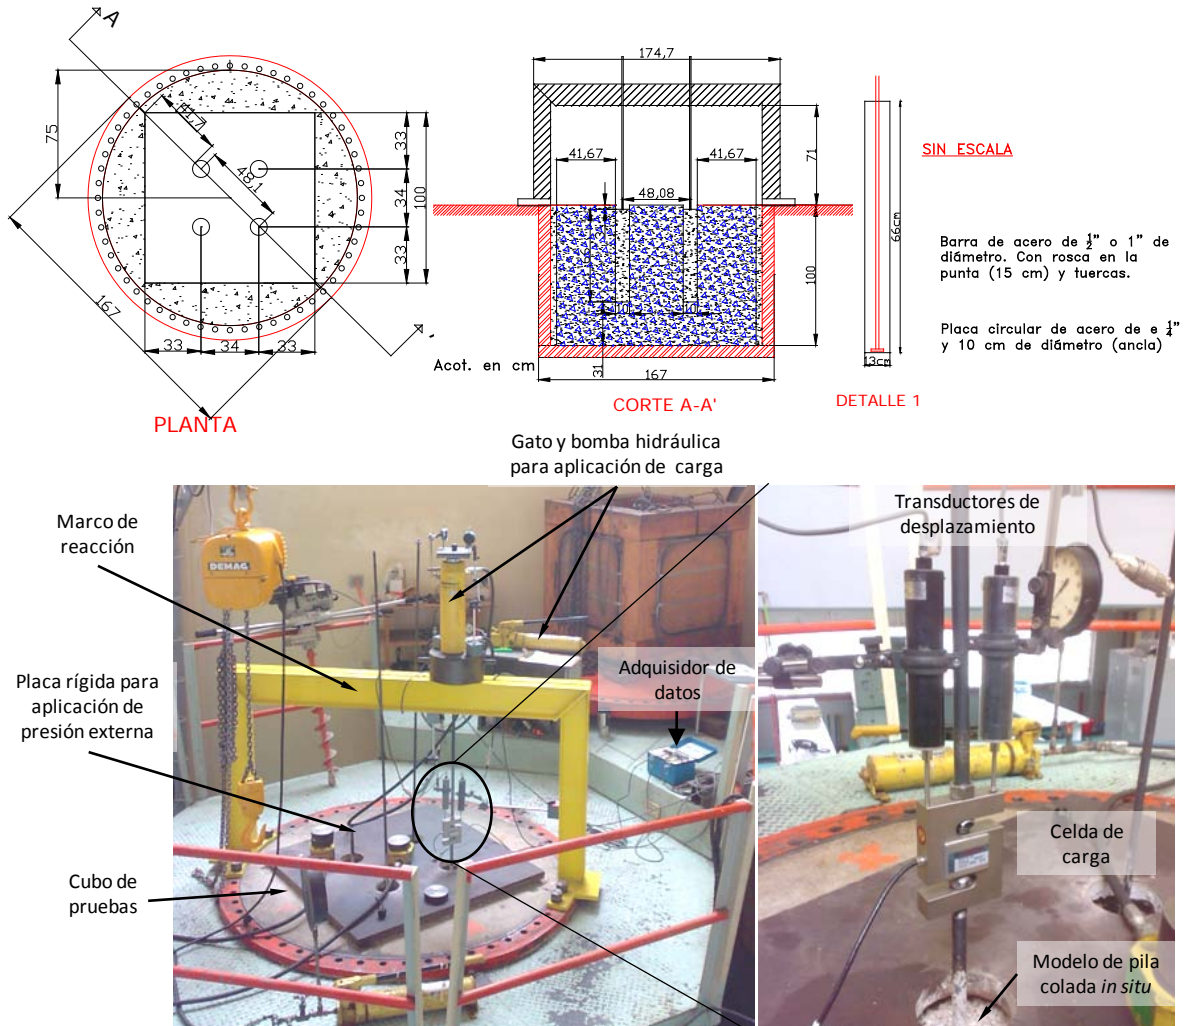 A
75
41,7
48,1
33
34
33
100
167
33
34
33
PLANTA
174,7
41,67
41,67
48,08
71
100
10
10
31
167
Acot. en cm
CORTE A-A'
66cm
13cm
DETALLE 1
SIN ESCALA
Barra de acero de ½" o 1" de
diámetro. Con rosca en la
punta (15 cm) y tuercas.
Placa circular de acero de e ¼"
y 10 cm de diámetro (ancla)
Gato y bomba hidráulica
para aplicación de carga
Marco de
reacción
DEMAG
Placa rígida para
aplicación de
presión externa
Cubo de
pruebas
Adquisidor de
datos
Transductores de
desplazamiento
Celda de
carga
Modelo de pila
colada in situ